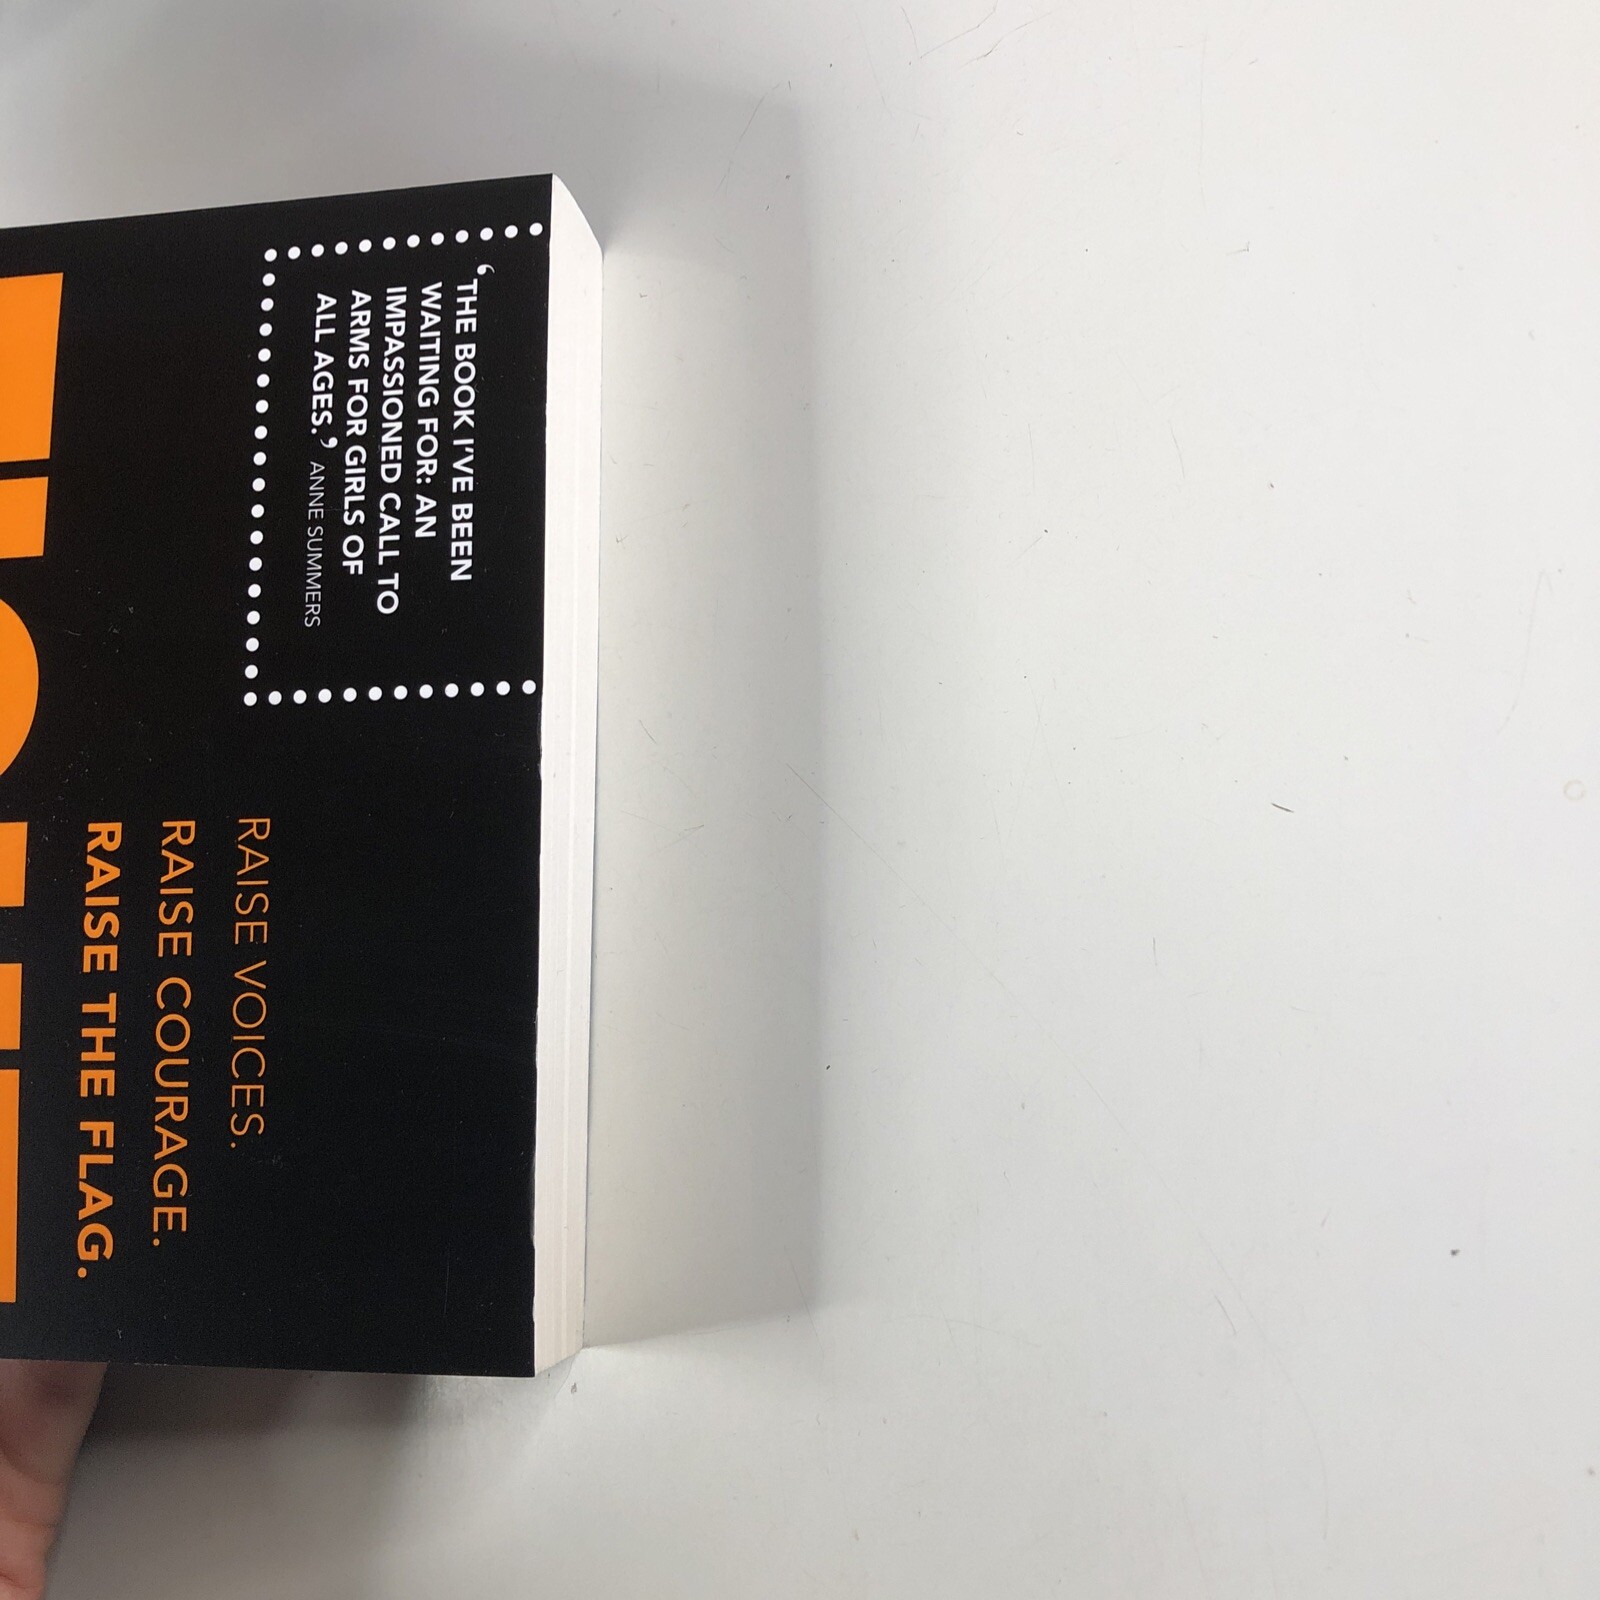 ‘THE BOOK I'VE BEEN
WAITING FOR: AN
IMPASSIONED CALL TO
ARMS FOR GIRLS OF
ALL AGES.’ ANNE SUMMERS
RAISE VOICES.
RAISE COURAGE.
RAISE THE FLAG.